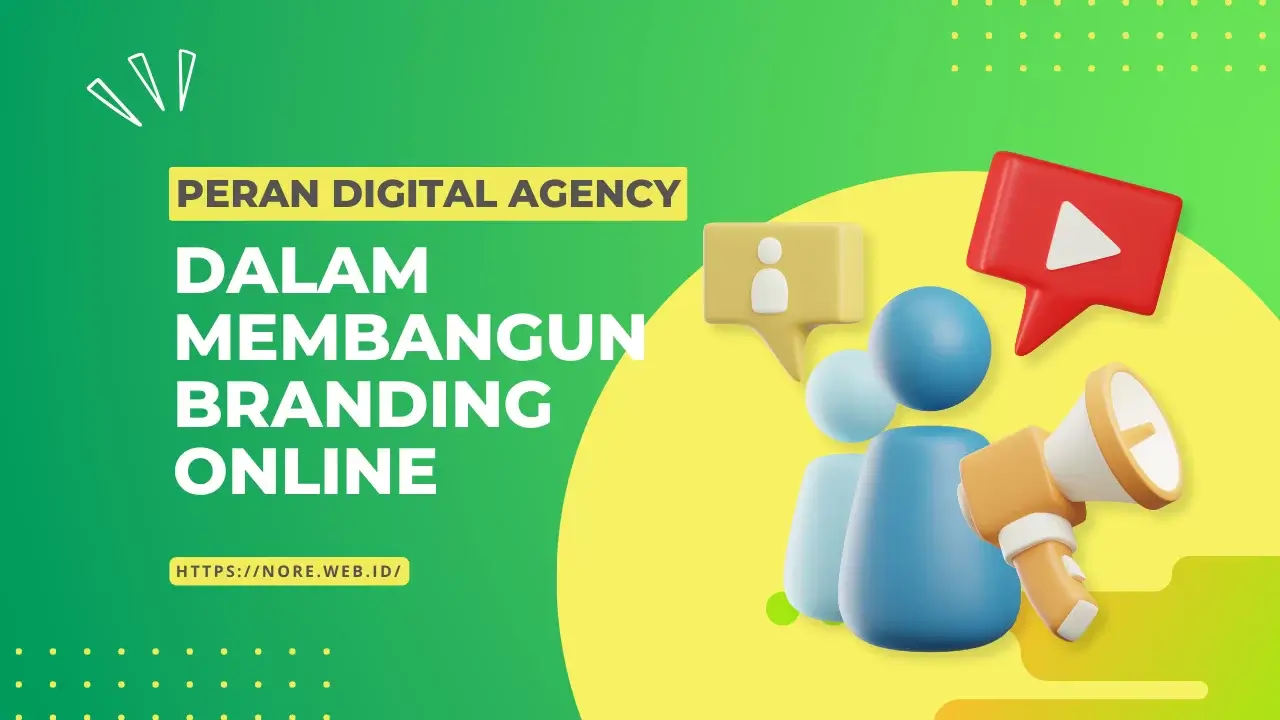 PERAN DIGITAL AGENCY
DALAM
MEMBANGUN
BRANDING
ONLINE
HTTPS://NORE.WEB.ID/